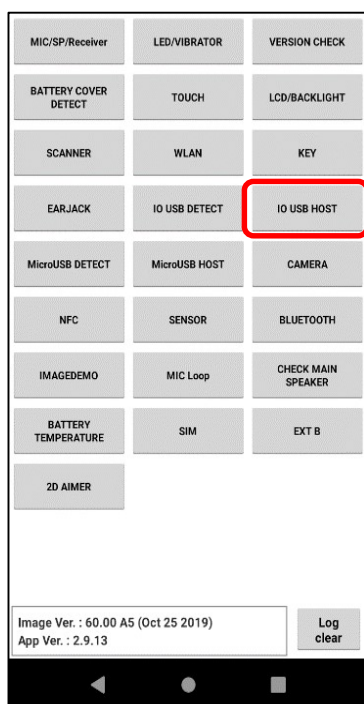 MIC/SP/Receiver
LED/VIBRATOR
VERSION CHECK
BATTERY COVER
DETECT
TOUCH
LCD/BACKLIGHT
SCANNER
WLAN
KEY
EARJACK
IO USB DETECT
IO USB HOST
MicroUSB DETECT
MicroUSB HOST
CAMERA
NFC
SENSOR
BLUETOOTH
IMAGEDEMO
MIC Loop
CHECK MAIN
SPEAKER
BATTERY
TEMPERATURE
SIM
EXT B
2D AIMER
Image Ver. : 60.00 A5 (Oct 25 2019)
App Ver. : 2.9.13
Log
clear